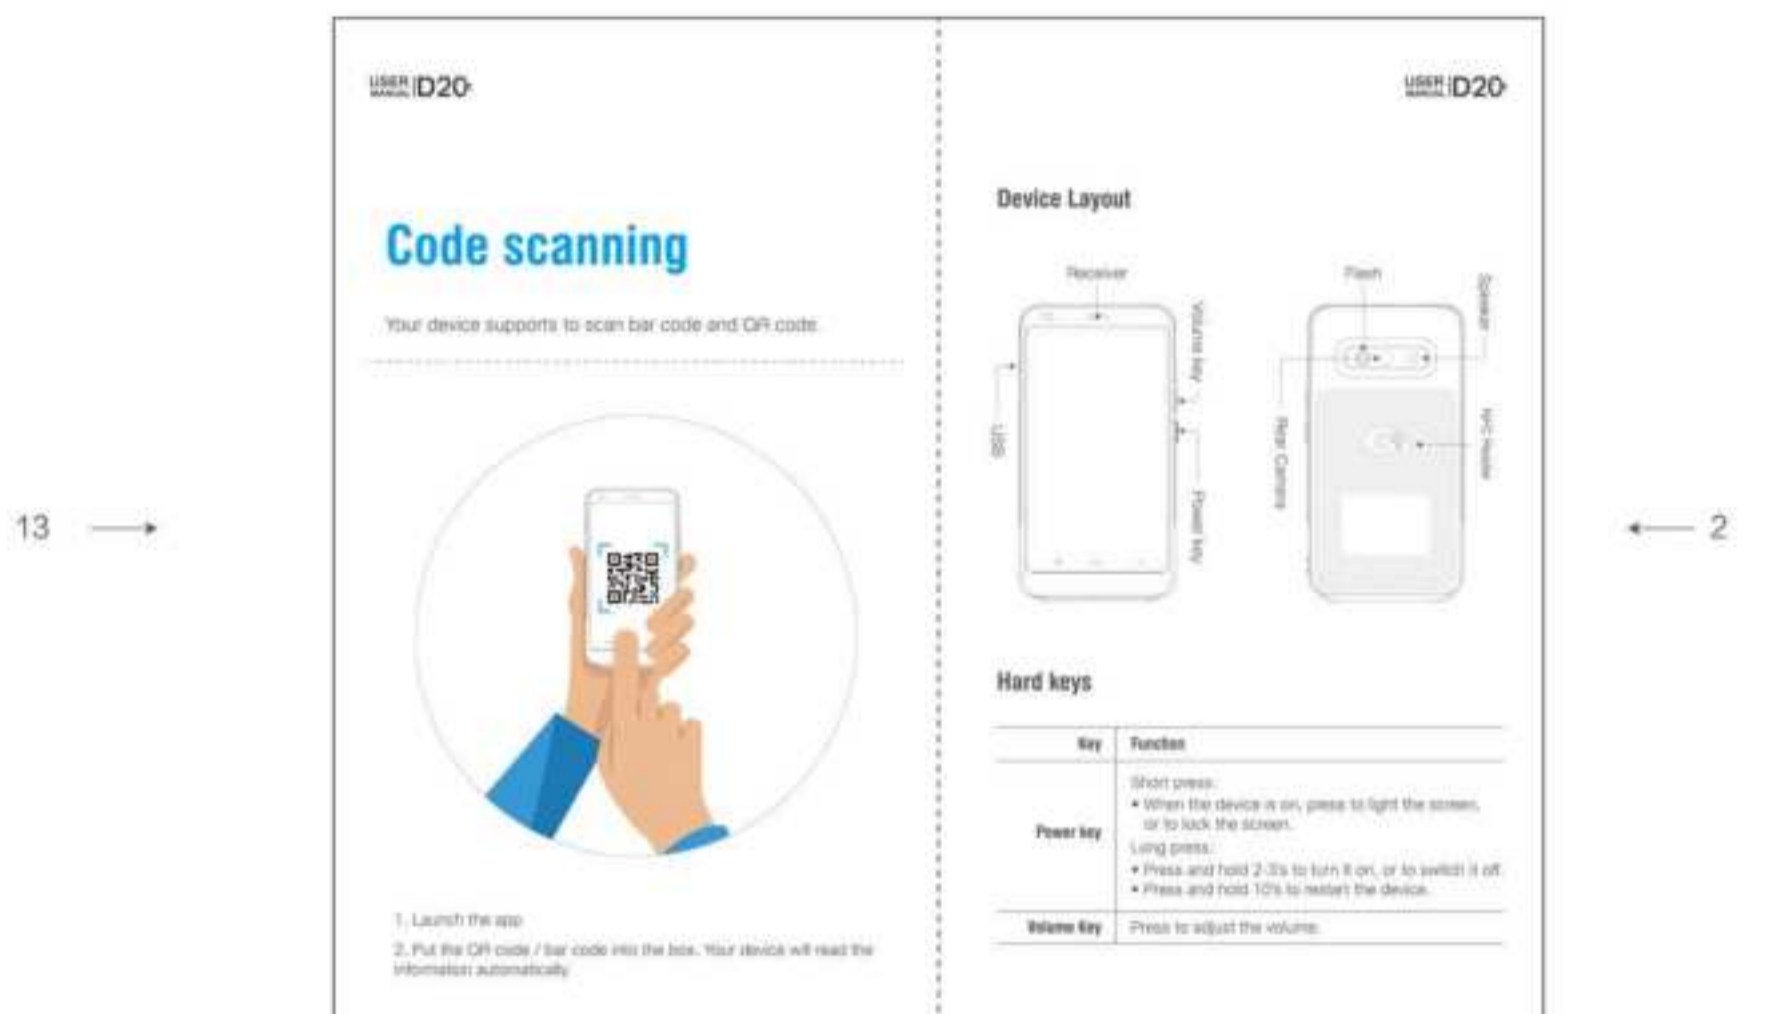 USER MANUAL D20
Code scanning
Your device supports to scan bar code and QR code.
1. Launch the app
2. Put the QR code / bar code into the box. Your device will read the
information automatically.
13
USER MANUAL D20
Device Layout
Receiver
Volume key
USB
Power key
Flash
Speaker
Rear Camera
NFC Reader
Hard keys
Key Function
Short press:
• When the device is on, press to light the screen,
or to lock the screen.
Power key
Long press:
• Press and hold 2-3's to turn it on, or to switch it off.
• Press and hold 10's to restart the device.
Volume Key Press to adjust the volume.
2